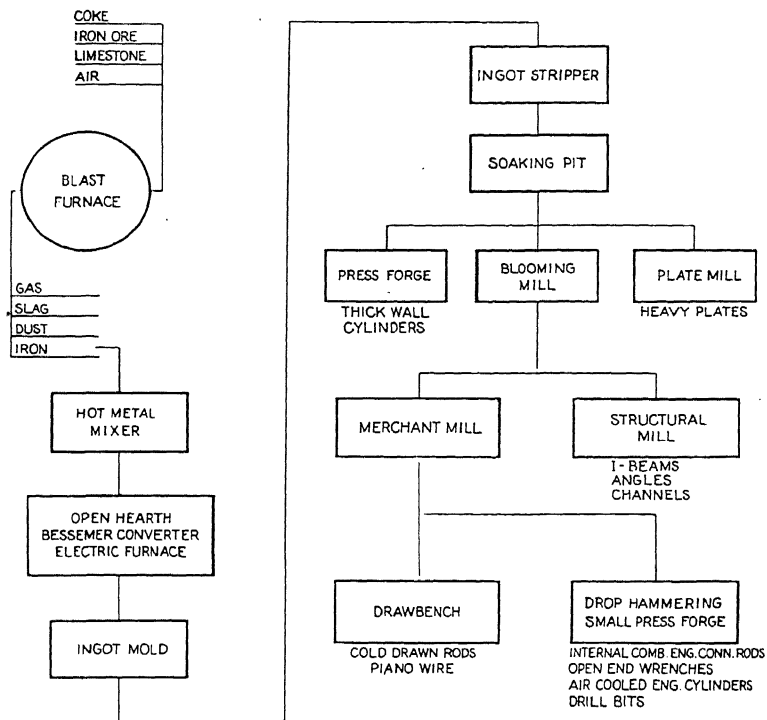 COKE
IRON ORE
LIMESTONE
AIR
BLAST
FURNACE
GAS
SLAG
DUST
IRON
HOT METAL
MIXER
OPEN HEARTH
BESSEMER CONVERTER
ELECTRIC FURNACE
INGOT MOLD
INGOT STRIPPER
SOAKING PIT
PRESS FORGE
THICK WALL
CYLINDERS
BLOOMING
MILL
PLATE MILL
HEAVY PLATES
MERCHANT MILL
STRUCTURAL
MILL
I-BEAMS
ANGLES
CHANNELS
DRAWBENCH
COLD DRAWN RODS
PIANO WIRE
DROP HAMMERING
SMALL PRESS FORGE
INTERNAL COMB. ENG. CONN. RODS
OPEN END WRENCHES
AIR COOLED ENG. CYLINDERS
DRILL BITS